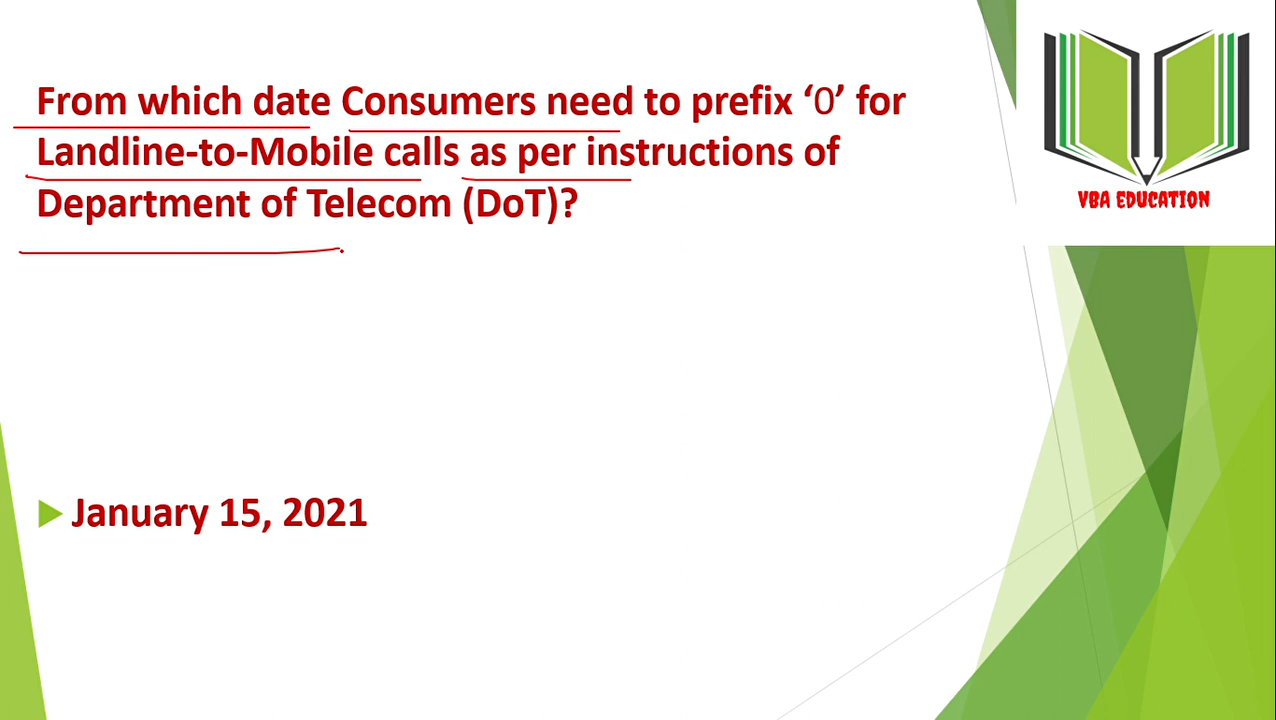 From which date Consumers need to prefix ‘0’ for
Landline-to-Mobile calls as per instructions of
Department of Telecom (DoT)?
VBA EDUCATION
January 15, 2021